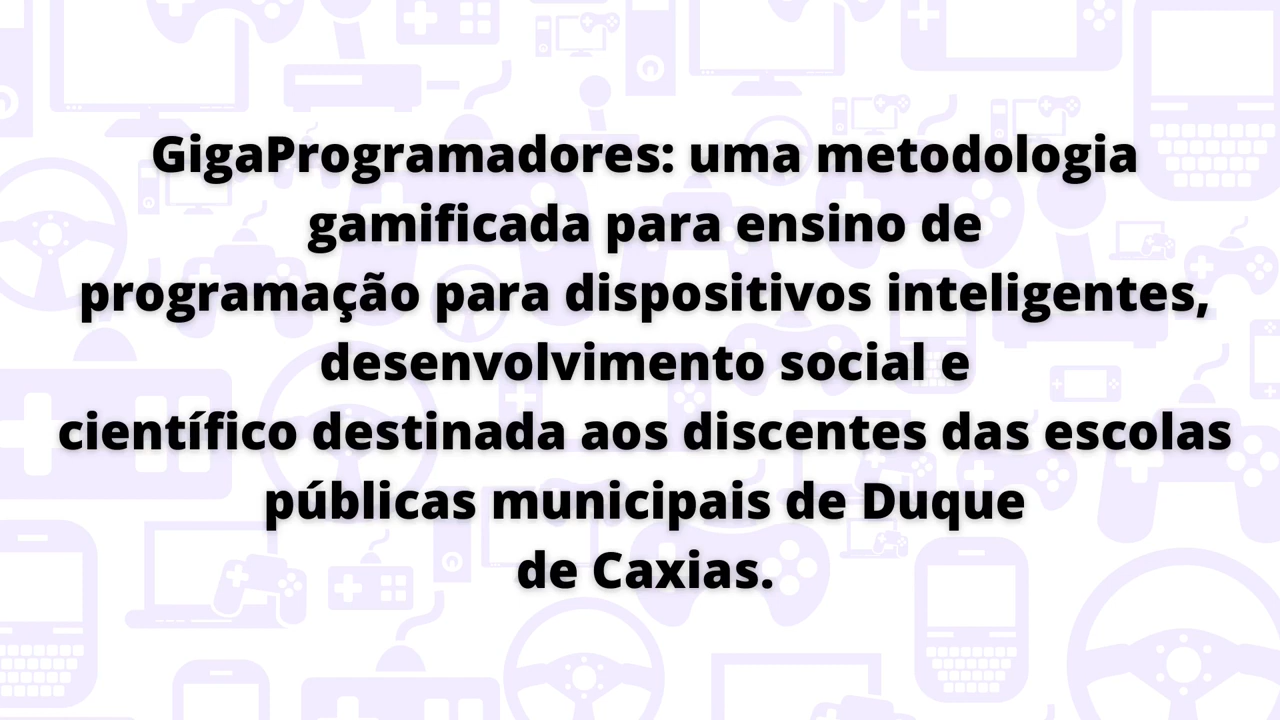 GigaProgramadores: uma metodologia
gamificada para ensino de
programação para dispositivos inteligentes,
desenvolvimento social e
científico destinada aos discentes das escolas
públicas municipais de Duque
de Caxias.